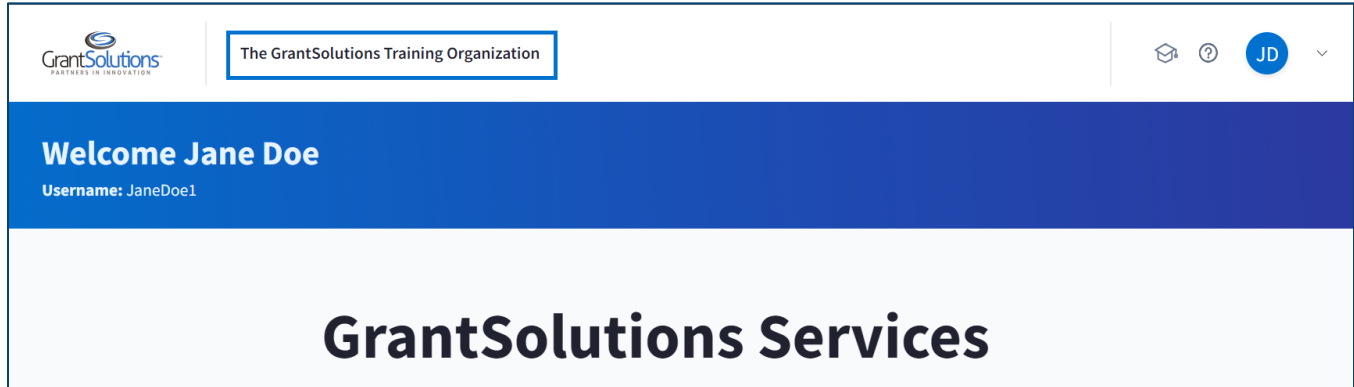 GrantSolutions
PARTNERS IN INNOVATION
The GrantSolutions Training Organization
JD
Welcome Jane Doe
Username: JaneDoe1
GrantSolutions Services